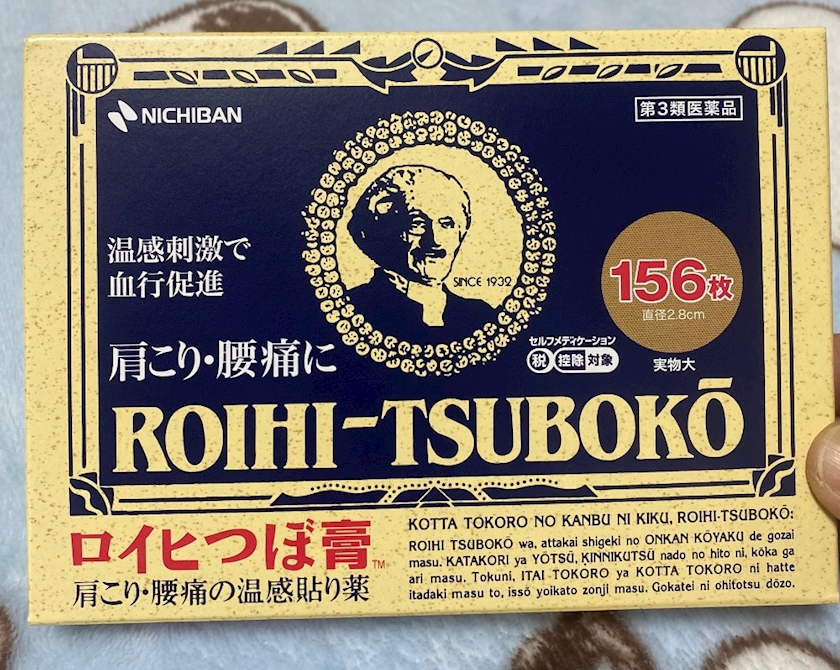 NICHIBAN
第3類医薬品
温感刺激で
血行促進
SINCE 1932
156枚
直径2.8cm
実物大
セルフメディケーション
税 控除 対象
肩こり・腰痛に
ROIHI-TSUBOKŌ
ロイヒつぼ膏™
肩こり・腰痛の温感貼り薬
KOTTA TOKORO NO KANBU NI KIKU, ROIHI-TSUBOKŌ:
ROIHI TSUBOKŌ wa, attakai shigeki no ONKAN KŌYAKU de gozai
masu. KATAKORI ya YŌTSŪ, KINNIKUTSŪ nado no hito ni, kōka ga
ari masu. Tokuni, ITAI TOKORO ya KOTTA TOKORO ni hatte
itadaki masu to, issō yoikato zonji masu. Gokatei ni ohitotsu dōzo.